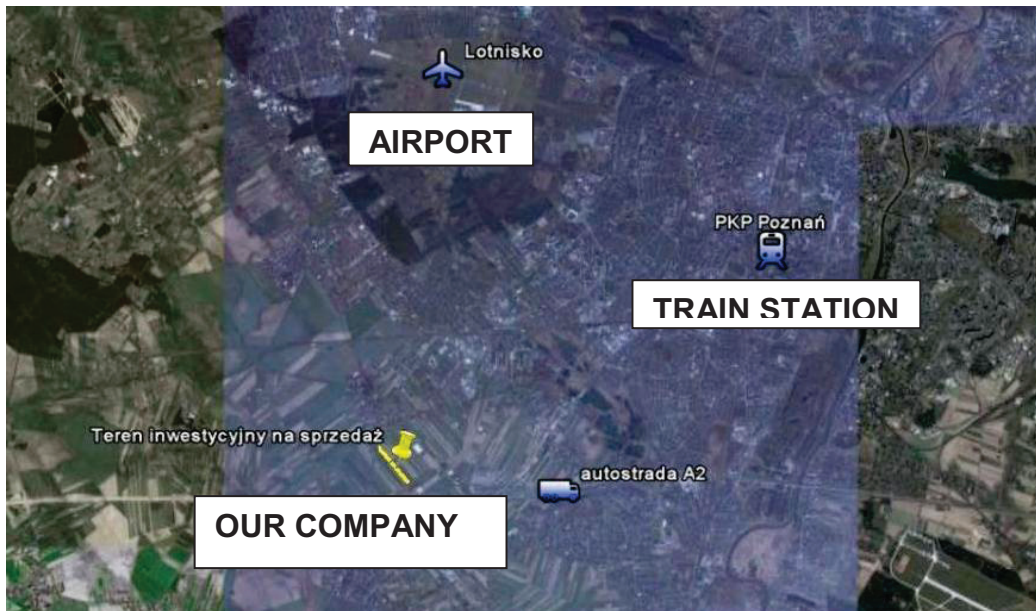 Lotnisko
AIRPORT
PKP Poznań
TRAIN STATION
Teren inwestycyjny na sprzedaż
autostrada A2
OUR COMPANY